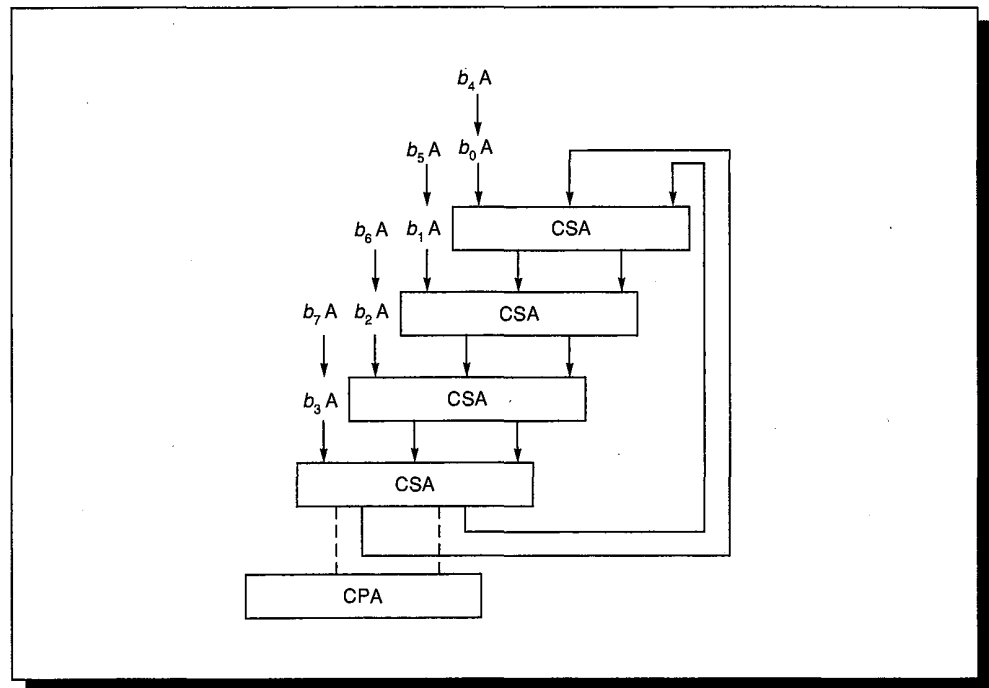 b₄ A
b₅ A b₀ A
b₆ A b₁ A CSA
b₇ A b₂ A CSA
b₃ A CSA
CSA
CPA